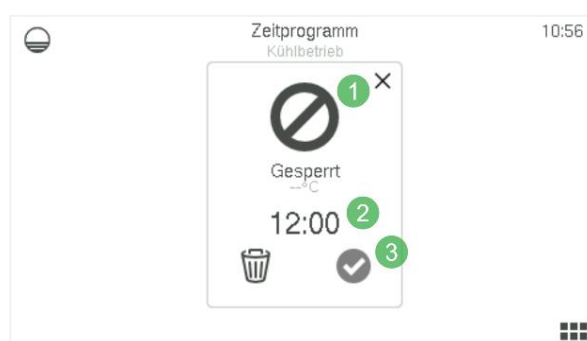 Zeitprogramm
10:56
Kühlbetrieb
1
Gesperrt
--°C
12:00
2
3